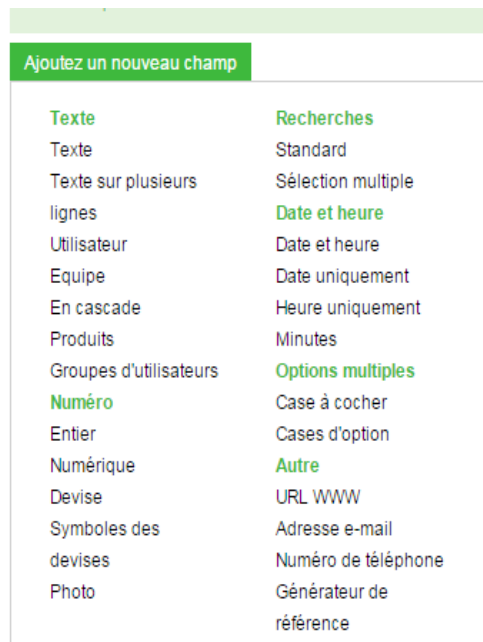 Ajoutez un nouveau champ
Texte
Texte
Texte sur plusieurs
lignes
Utilisateur
Equipe
En cascade
Produits
Groupes d'utilisateurs
Numéro
Entier
Numérique
Devise
Symboles des
devises
Photo
Recherches
Standard
Sélection multiple
Date et heure
Date et heure
Date uniquement
Heure uniquement
Minutes
Options multiples
Case à cocher
Cases d'option
Autre
URL WWW
Adresse e-mail
Numéro de téléphone
Générateur de
référence